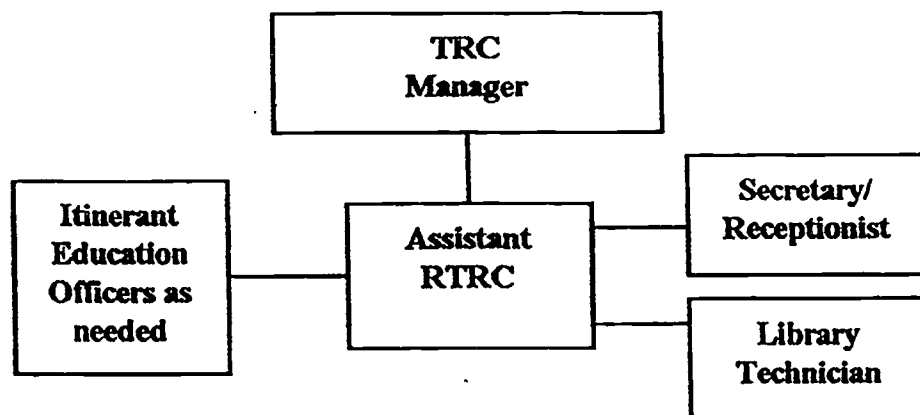 TRC
Manager
Itinerant
Education
Officers as
needed
Assistant
RTRC
Secretary/
Receptionist
Library
Technician